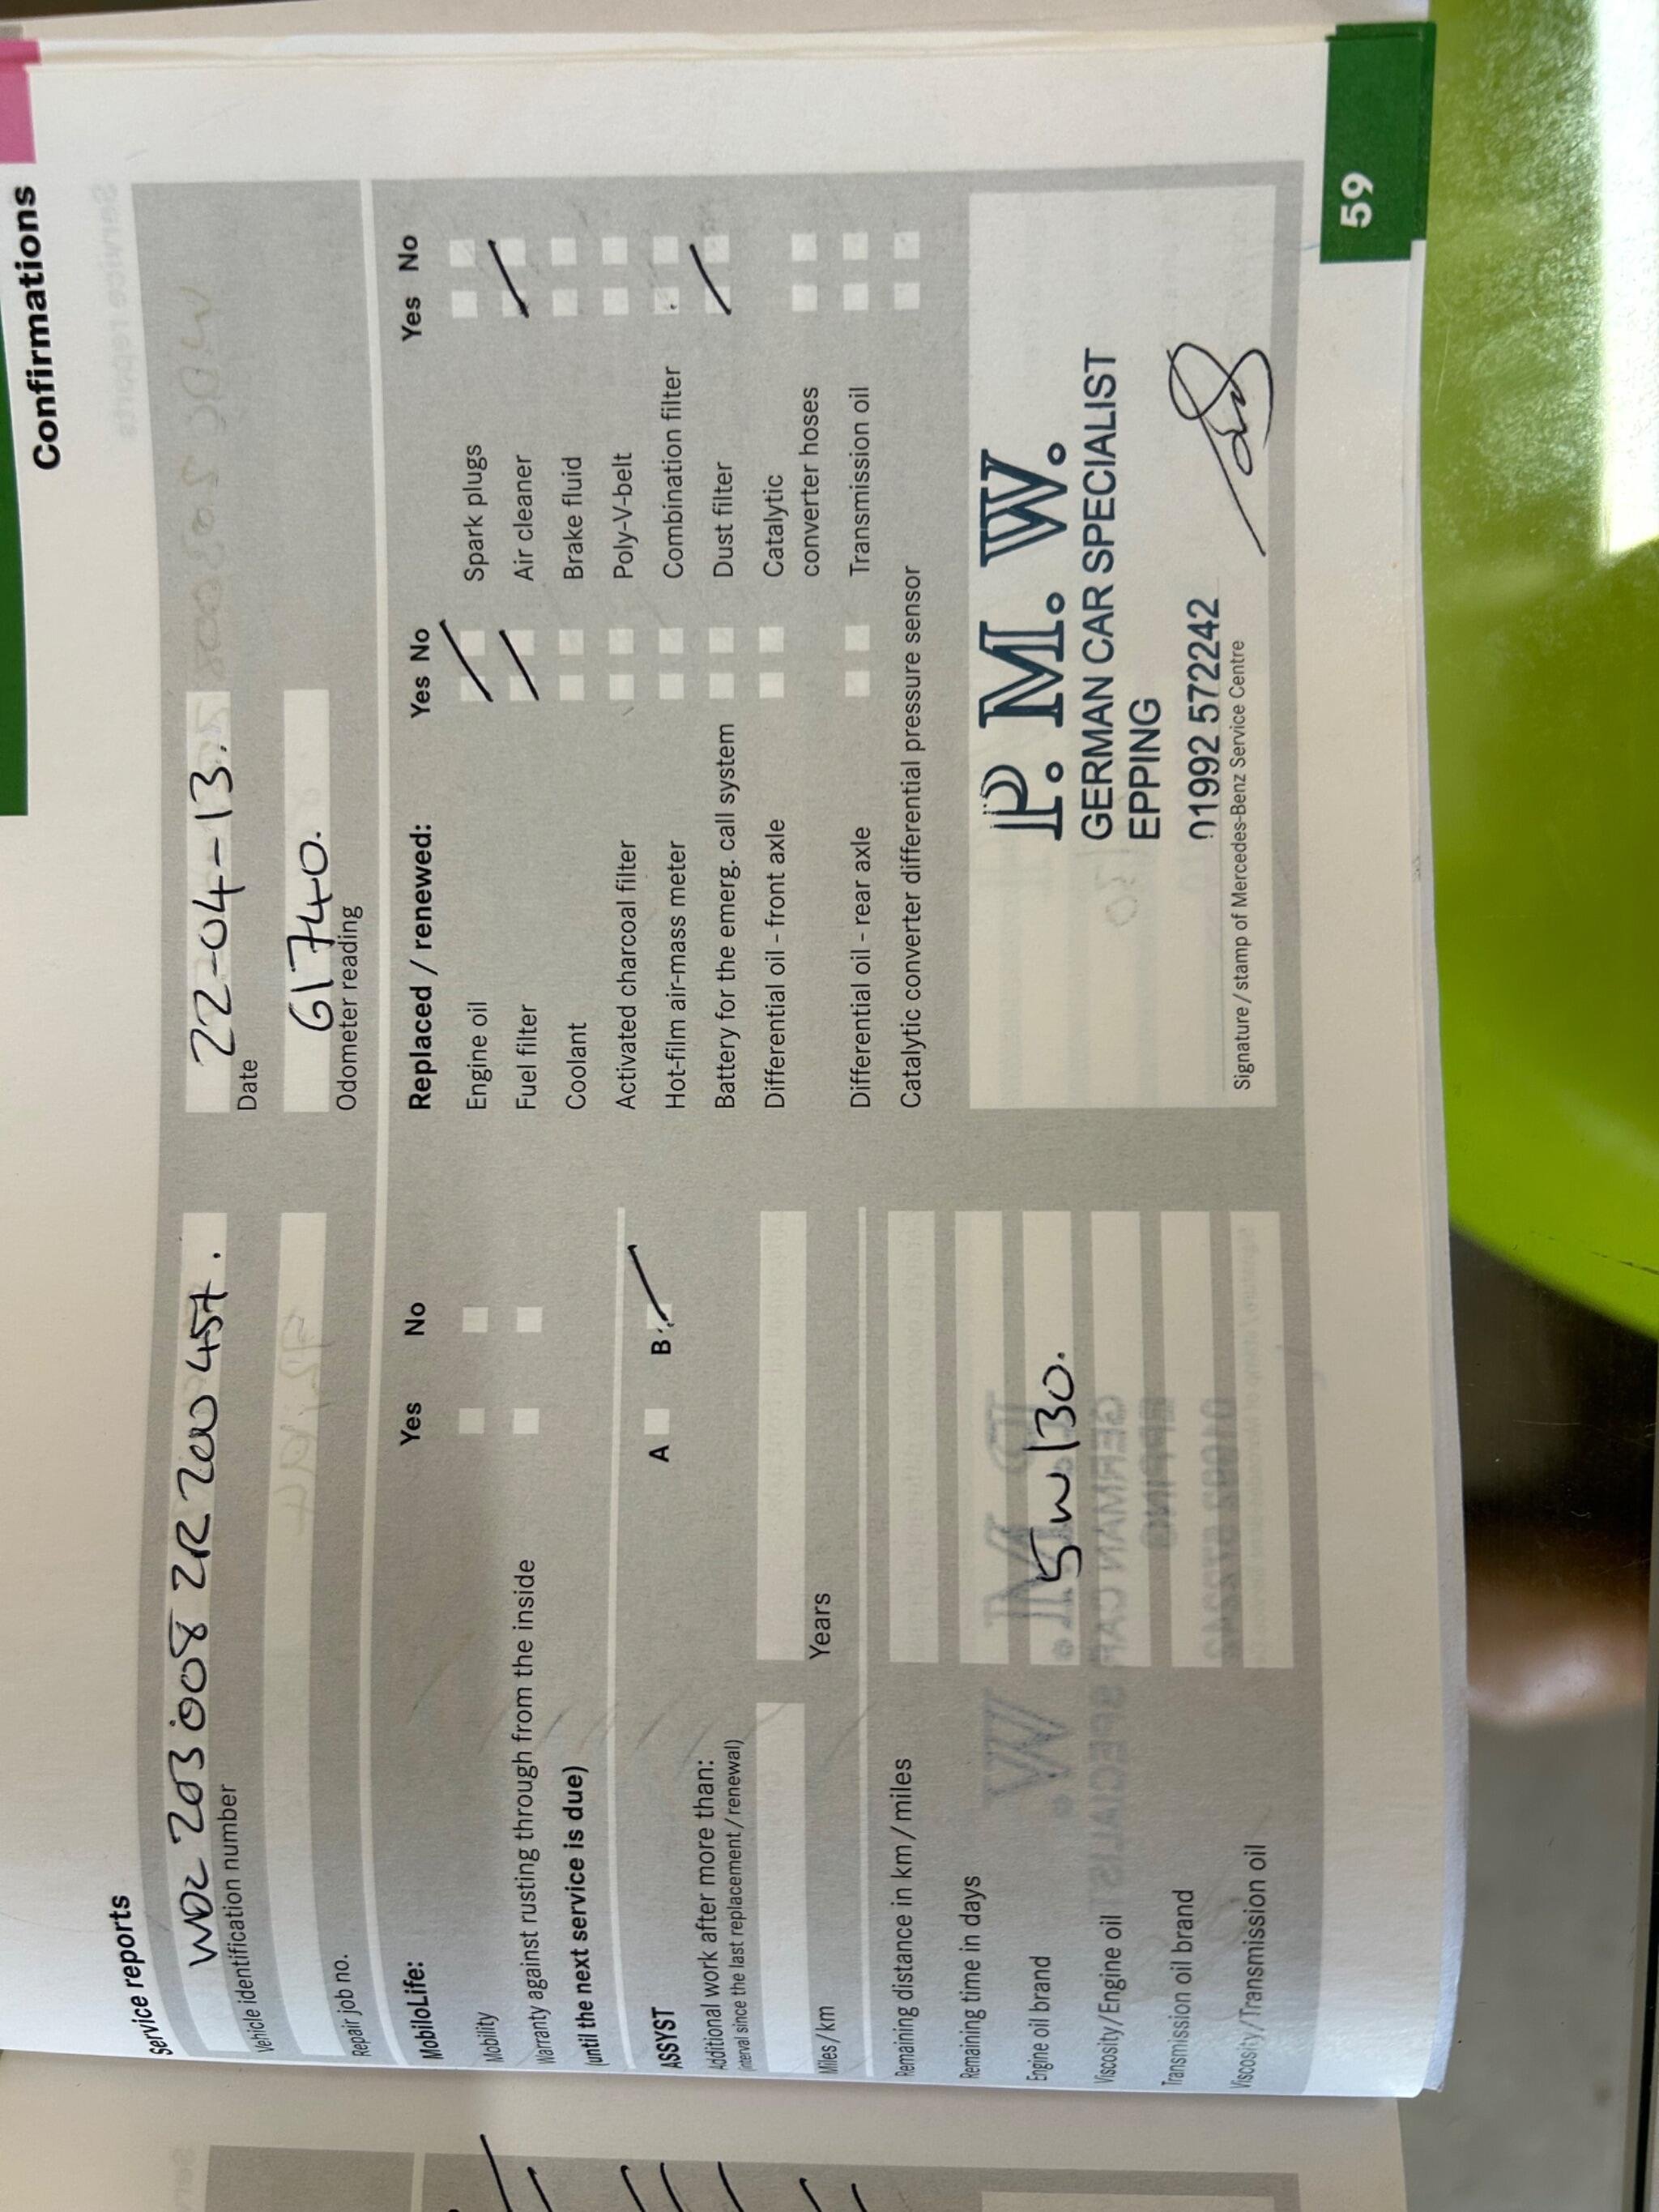 Confirmations
Service reports
WDC 203 008 2R 200 457.
Vehicle identification number
22-04-13.
Date
Repair job no.
61740.
Odometer reading
MobiloLife:
Yes No
Mobility
Warranty against rusting through from the inside
(until the next service is due)
ASSYST
A B
Additional work after more than:
(interval since the last replacement / renewal)
Miles / km
Years
Remaining distance in km / miles
Remaining time in days
Engine oil brand
5w/30.
Viscosity/Engine oil
Transmission oil brand
Viscosity/Transmission oil
Replaced / renewed:
Yes No
Yes No
Engine oil
Spark plugs
Fuel filter
Air cleaner
Coolant
Brake fluid
Activated charcoal filter
Poly-V-belt
Hot-film air-mass meter
Combination filter
Battery for the emerg. call system
Dust filter
Differential oil – front axle
Catalytic
converter hoses
Differential oil – rear axle
Transmission oil
Catalytic converter differential pressure sensor
P. M. W.
GERMAN CAR SPECIALIST
EPPING
01992 572242
Signature / stamp of Mercedes-Benz Service Centre
59